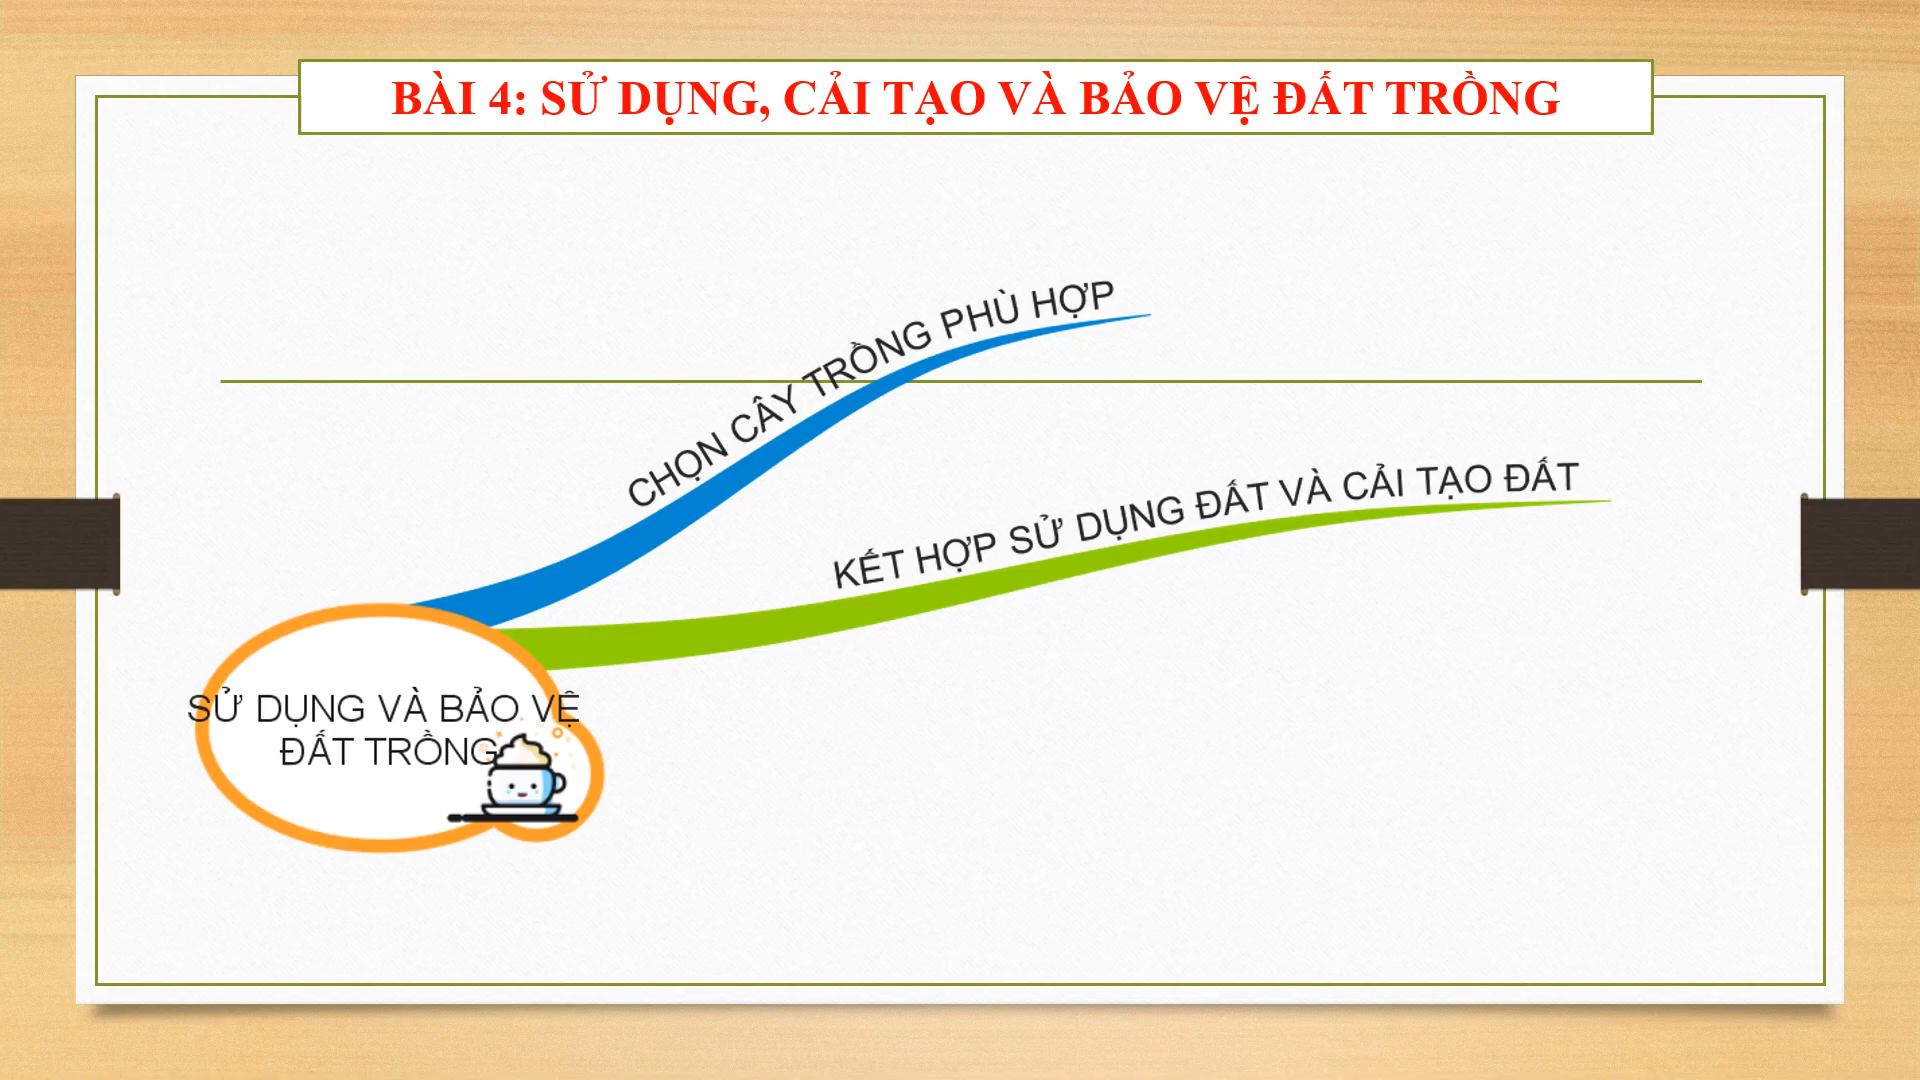 BÀI 4: SỬ DỤNG, CẢI TẠO VÀ BẢO VỆ ĐẤT TRỒNG
CHỌN CÂY TRỒNG PHÙ HỢP
KẾT HỢP SỬ DỤNG ĐẤT VÀ CẢI TẠO ĐẤT
SỬ DỤNG VÀ BẢO VỆ
ĐẤT TRỒNG